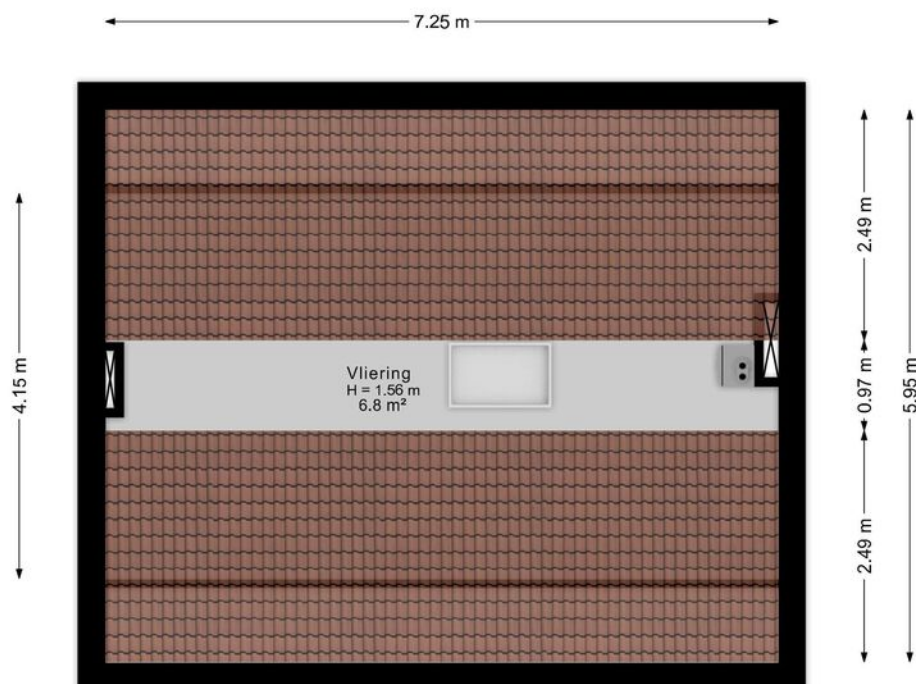 7.25 m
2.49 m
4.15 m
Vliering
H = 1.56 m
6.8 m²
0.97 m
5.95 m
2.49 m